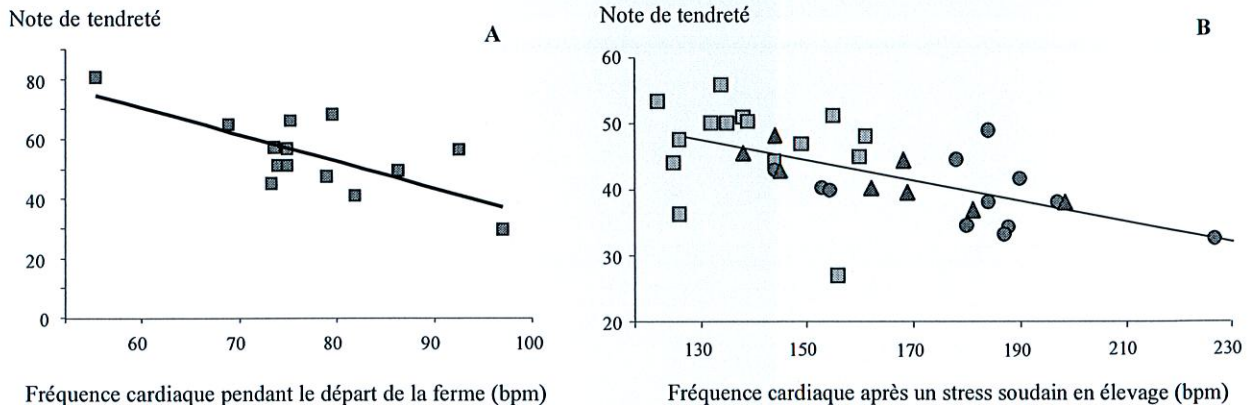 Note de tendreté
A
80
60
40
20
0
60 70 80 90 100
Fréquence cardiaque pendant le départ de la ferme (bpm)
Note de tendreté
B
60
50
40
30
20
130 150 170 190 210 230
Fréquence cardiaque après un stress soudain en élevage (bpm)